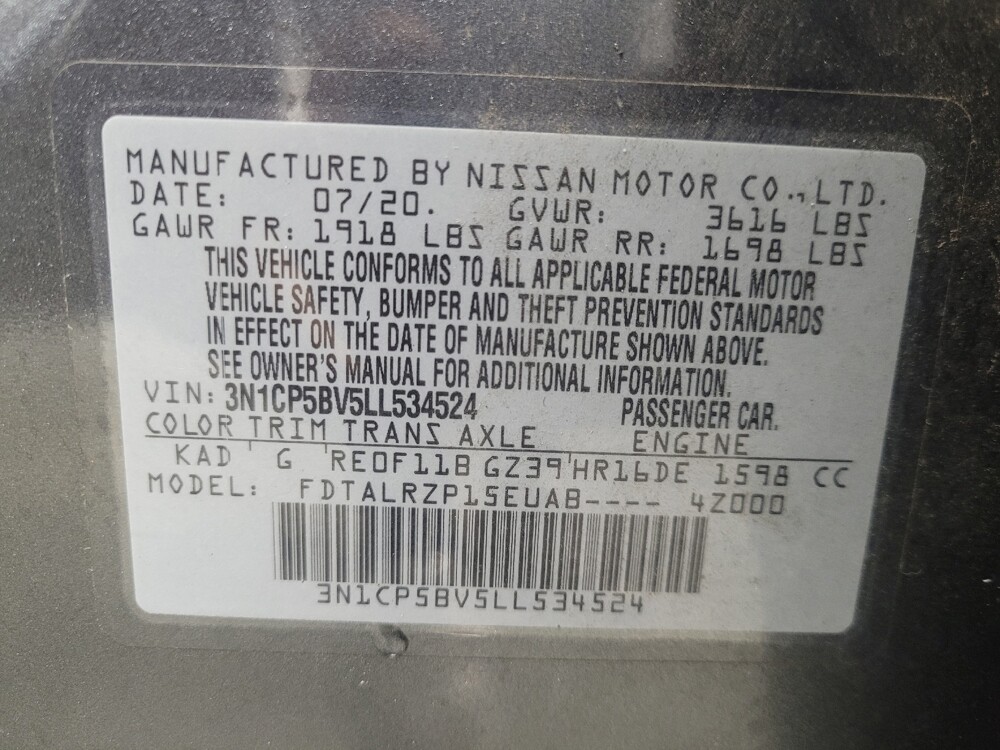 MANUFACTURED BY NISSAN MOTOR CO.,LTD.
DATE: 07/20. GVWR: 3616 LBS
GAWR FR: 1918 LBS GAWR RR: 1698 LBS
THIS VEHICLE CONFORMS TO ALL APPLICABLE FEDERAL MOTOR
VEHICLE SAFETY, BUMPER AND THEFT PREVENTION STANDARDS
IN EFFECT ON THE DATE OF MANUFACTURE SHOWN ABOVE.
SEE OWNER'S MANUAL FOR ADDITIONAL INFORMATION.
VIN: 3N1CP5BV5LL534524 PASSENGER CAR.
COLOR TRIM TRANS AXLE ENGINE
KAD G RE0F11B GZ39 HR16DE 1598 CC
MODEL: FDTALRZP15EUAB---- 4Z000
3N1CP5BV5LL534524